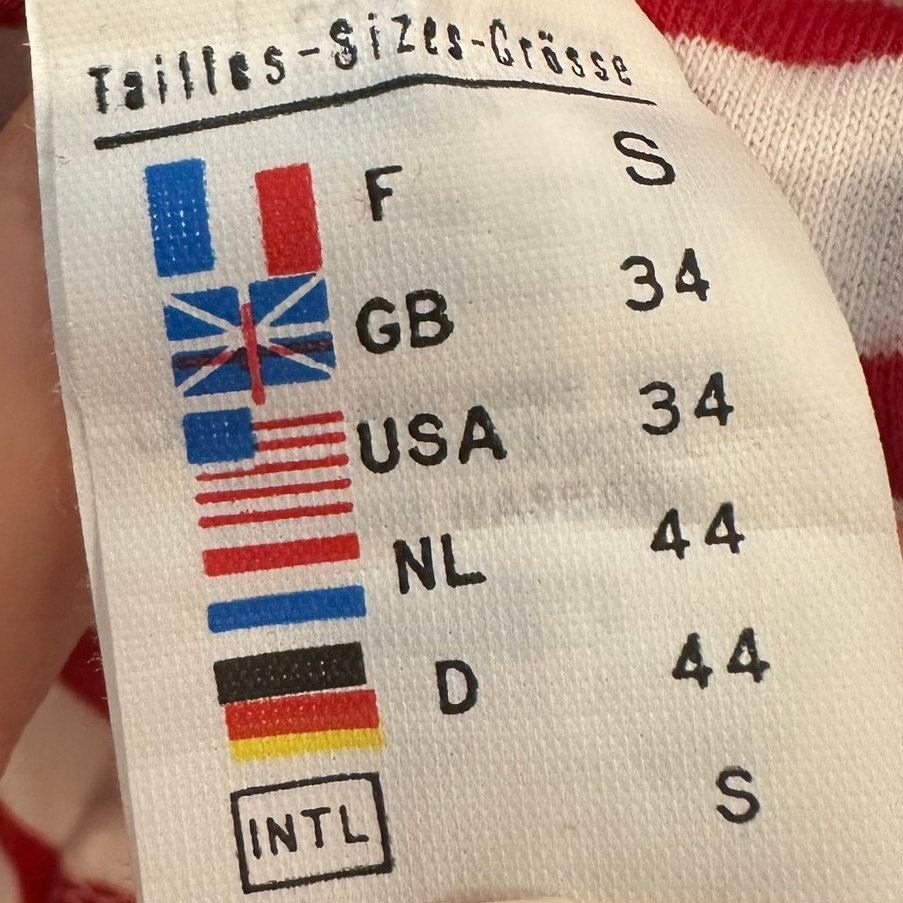 Tailles-Sizes-Grösse
F S
GB 34
USA 34
NL 44
D 44
INTL S